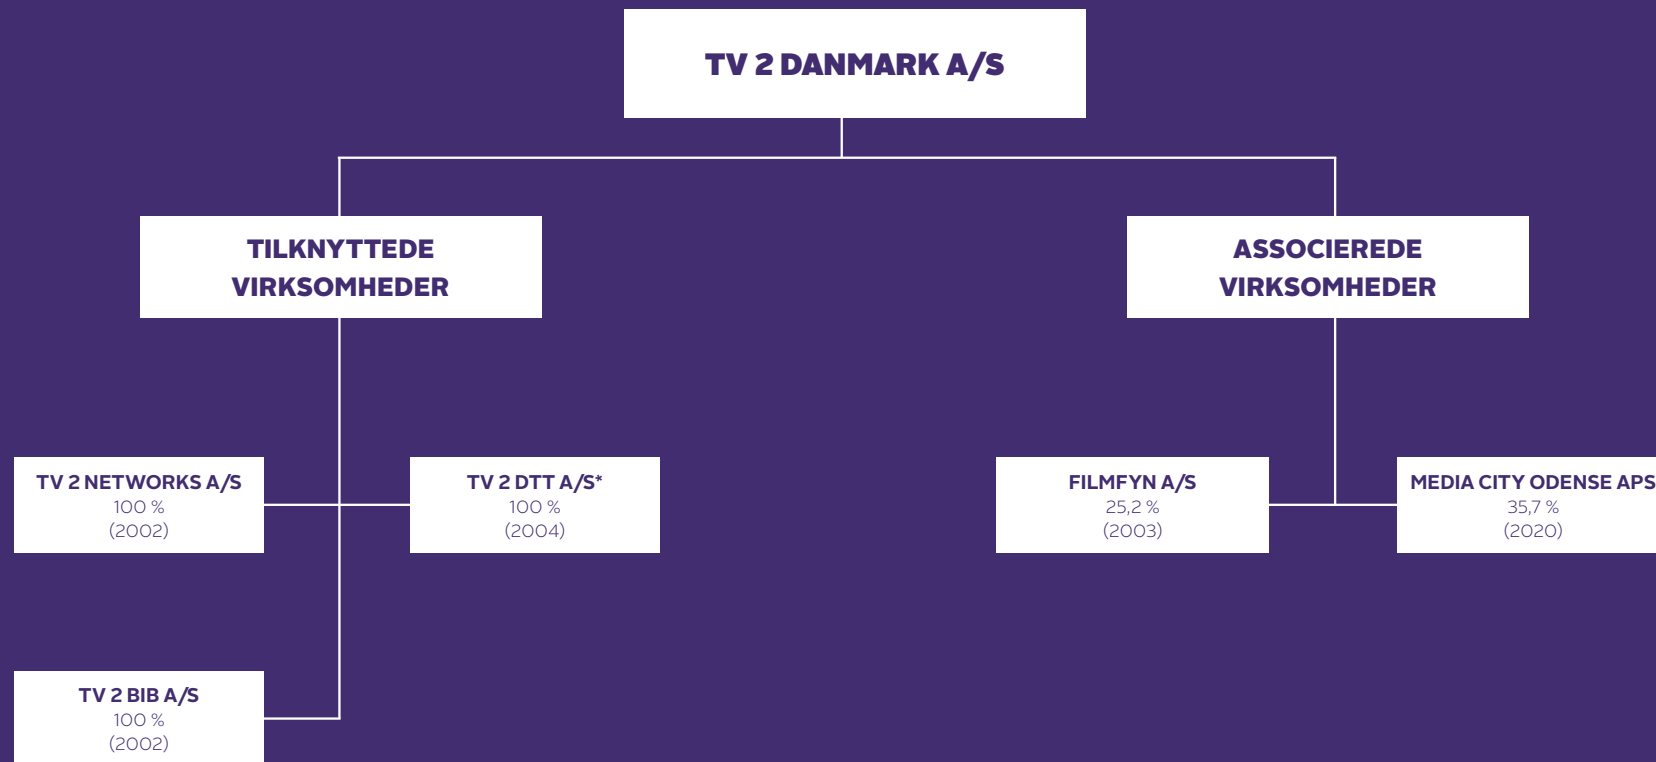 TV 2 DANMARK A/S
TILKNYTTEDE
VIRKSOMHEDER
ASSOCIEREDE
VIRKSOMHEDER
TV 2 NETWORKS A/S
100 %
(2002)
TV 2 DTT A/S*
100 %
(2004)
FILMFYN A/S
25,2 %
(2003)
MEDIA CITY ODENSE APS
35,7 %
(2020)
TV 2 BIB A/S
100 %
(2002)